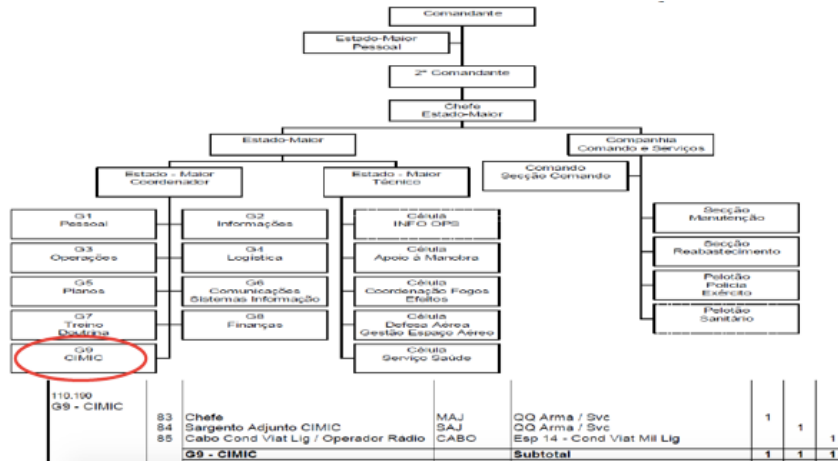 Comandante
Estado-Maior
Pessoal
2º Comandante
Chefe
Estado-Maior
Estado-Maior
Companhia
Comando e Serviços
Estado - Maior
Coordenador
Estado - Maior
Técnico
Comando
Secção Comando
G1
Pessoal
G2
Informações
Célula
INFO OPS
Secção
Manutenção
G3
Operações
G4
Logística
Célula
Apoio à Manobra
Secção
Reabastecimento
G5
Planos
G6
Comunicações
Sistemas Informação
Célula
Coordenação Fogos
Efeitos
Pelotão
Polícia
Exército
G7
Treino
Doutrina
G8
Finanças
Célula
Defesa Aérea
Gestão Espaço Aéreo
Pelotão
Sanitário
G9
CIMIC
Célula
Serviço Saúde
110.190
G9 - CIMIC
83 Chefe MAJ QQ Arma / Svc 1
84 Sargento Adjunto CIMIC SAJ QQ Arma / Svc 1
85 Cabo Cond Viat Lig / Operador Radio CABO Esp 14 - Cond Viat Mil Lig 1
G9 - CIMIC Subtotal 1 1 1